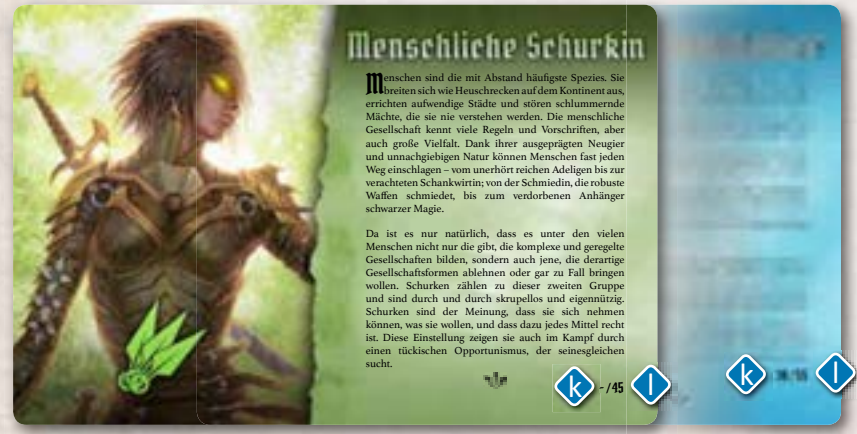 Menschliche Schurkin
Menschen sind die mit Abstand häufigste Spezies. Sie
breiten sich wie Heuschrecken auf dem Kontinent aus,
errichten aufwendige Städte und stören schlummernde
Mächte, die sie nie verstehen werden. Die menschliche
Gesellschaft kennt viele Regeln und Vorschriften, aber
auch große Vielfalt. Dank ihrer ausgeprägten Neugier
und unnachgiebigen Natur können Menschen fast jeden
Weg einschlagen – vom unerhört reichen Adeligen bis zur
verachteten Schankwirtin; von der Schmiedin, die robuste
Waffen schmiedet, bis zum verdorbenen Anhänger
schwarzer Magie.
Da ist es nur natürlich, dass es unter den vielen
Menschen nicht nur die gibt, die komplexe und geregelte
Gesellschaften bilden, sondern auch jene, die derartige
Gesellschaftsformen ablehnen oder gar zu Fall bringen
wollen. Schurken zählen zu dieser zweiten Gruppe
und sind durch und durch skrupellos und eigennützig.
Schurken sind der Meinung, dass sie sich nehmen
können, was sie wollen, und dass dazu jedes Mittel recht
ist. Diese Einstellung zeigen sie auch im Kampf durch
einen tückischen Opportunismus, der seinesgleichen
sucht.
k - /45 l
k l